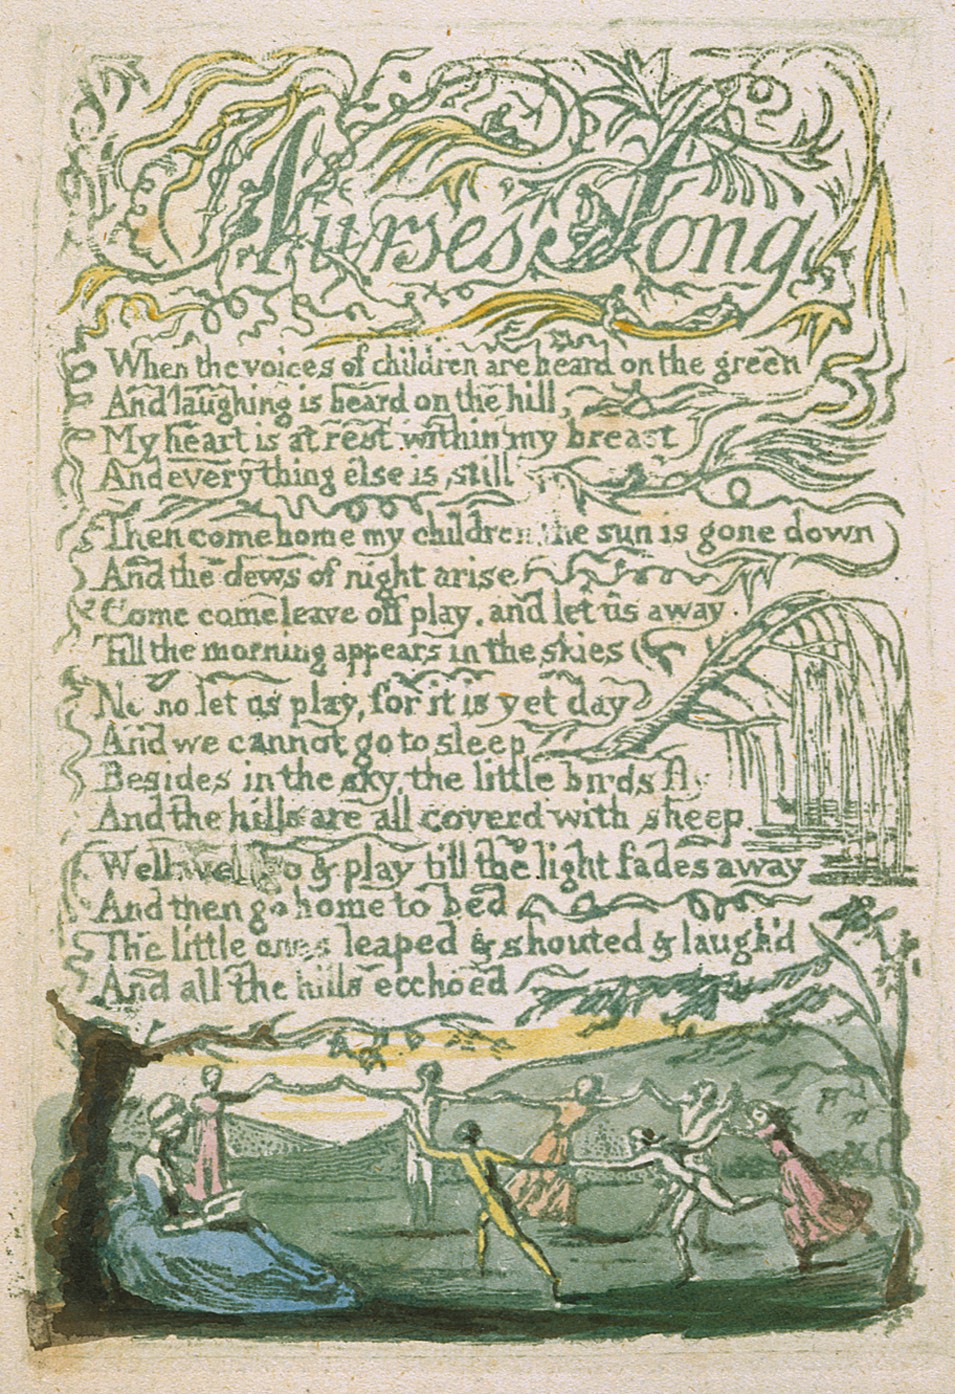 Nurses Song
When the voices of children are heard on the green
And laughing is heard on the hill,
My heart is at rest within my breast
And every thing else is still
Then come home my children the sun is gone down
And the dews of night arise
Come come leave off play, and let us away
Till the morning appears in the skies
No no let us play, for it is yet day
And we cannot go to sleep
Besides in the sky, the little birds fly
And the hills are all coverd with sheep
Well well go & play till the light fades away
And then go home to bed
The little ones leaped & shouted & laugh'd
And all the hills ecchoed